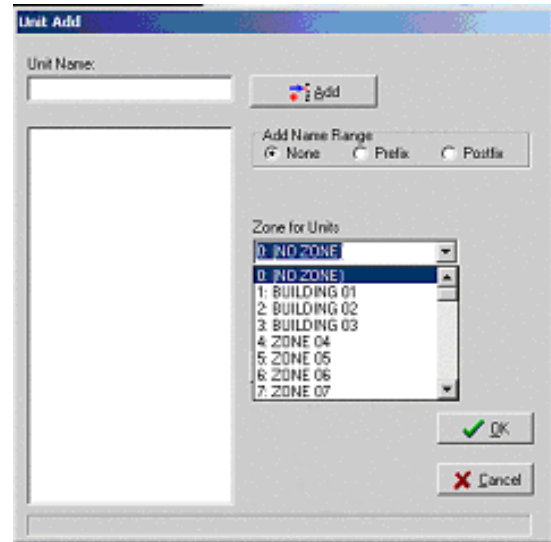 Unit Add
Unit Name:
Add
Add Name Range
None Prefix Postfix
Zone for Units
0: (NO ZONE)
0: (NO ZONE)
1: BUILDING 01
2: BUILDING 02
3: BUILDING 03
4: ZONE 04
5: ZONE 05
6: ZONE 06
7: ZONE 07
OK
Cancel